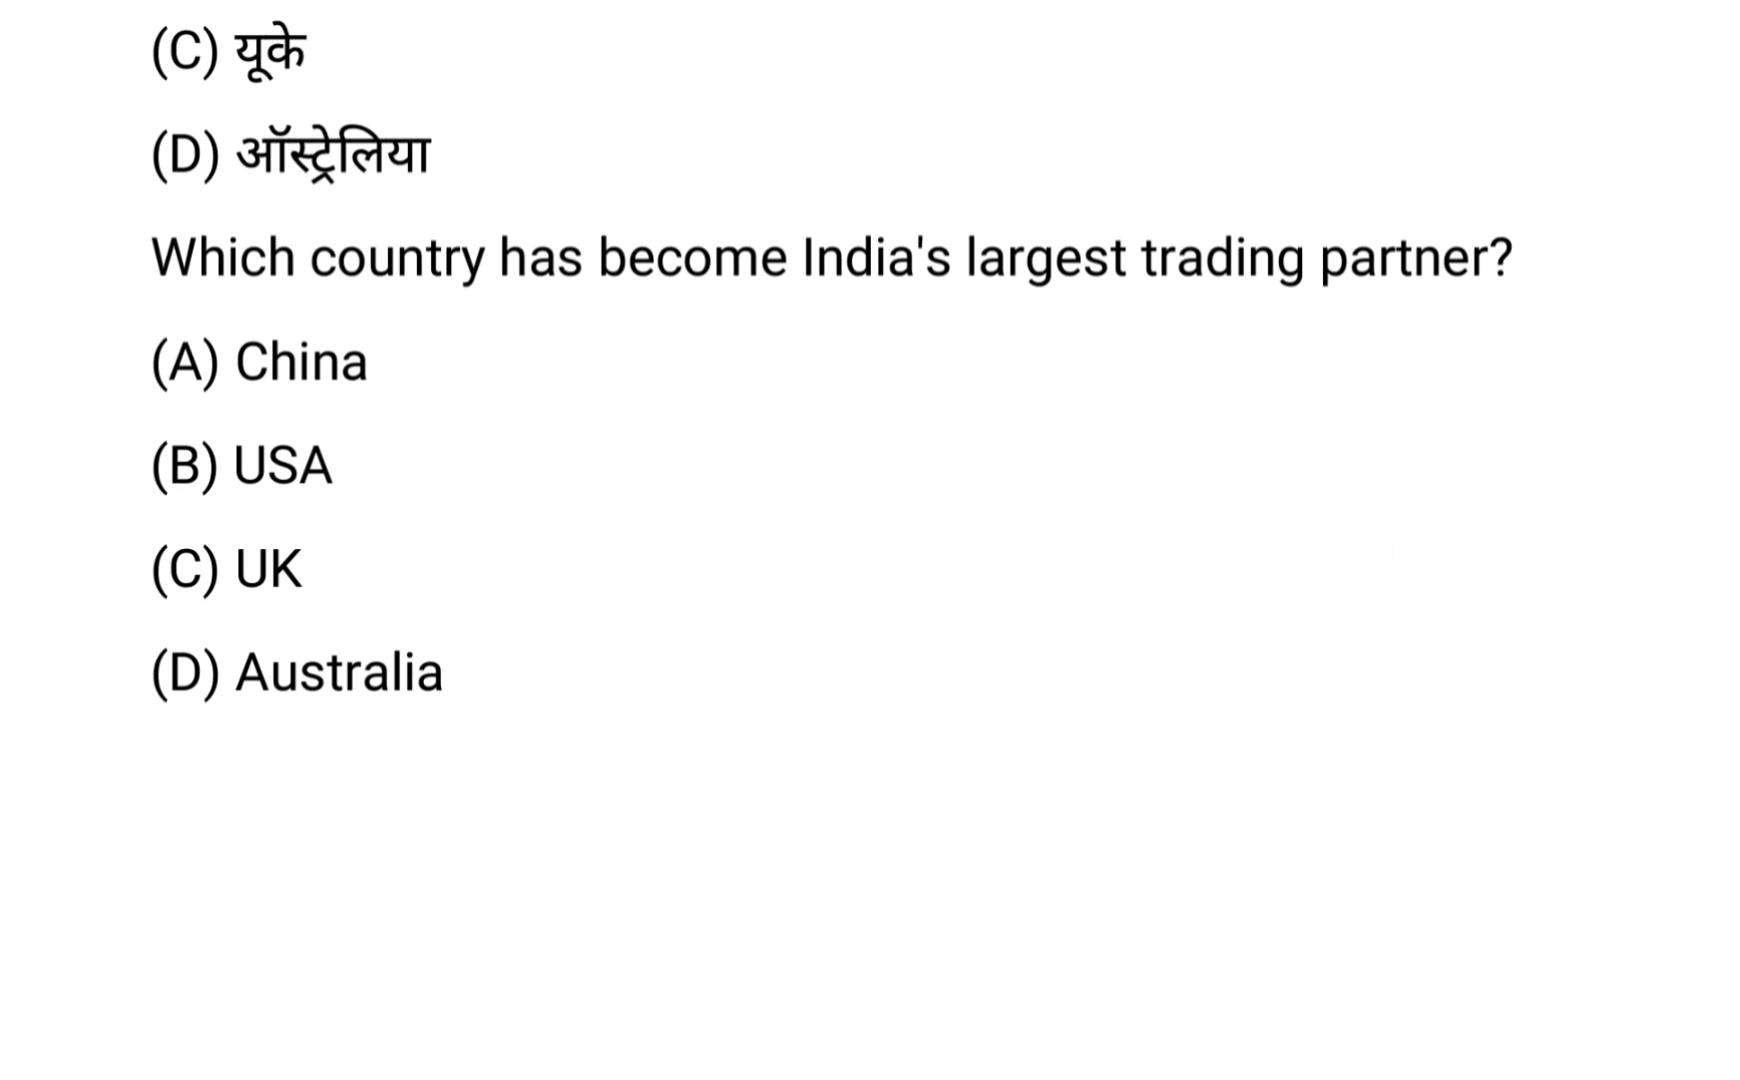 (C) यूके
(D) ऑस्ट्रेलिया
Which country has become India's largest trading partner?
(A) China
(B) USA
(C) UK
(D) Australia